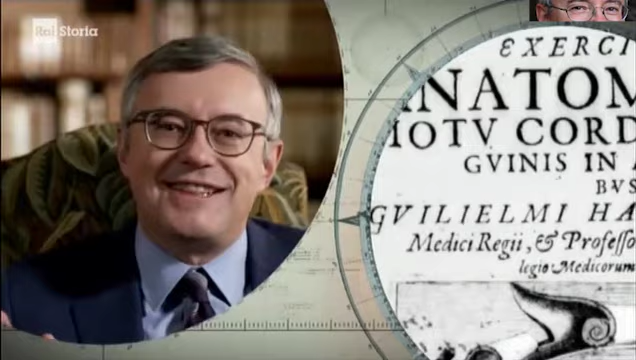 Rai Storia
EXERCI
ANATOM
MOTV CORD
GVINIS IN A
BVS
GVILIELMI HA
Medici Regii, & Professo
legio Medicorum